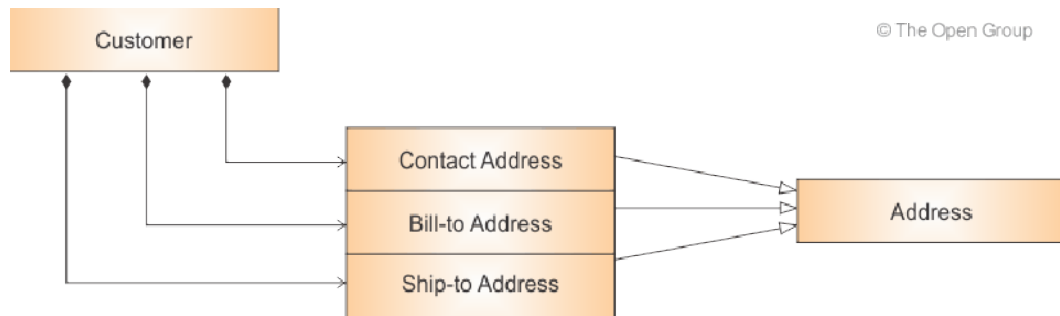 Customer
© The Open Group
Contact Address
Bill-to Address
Address
Ship-to Address